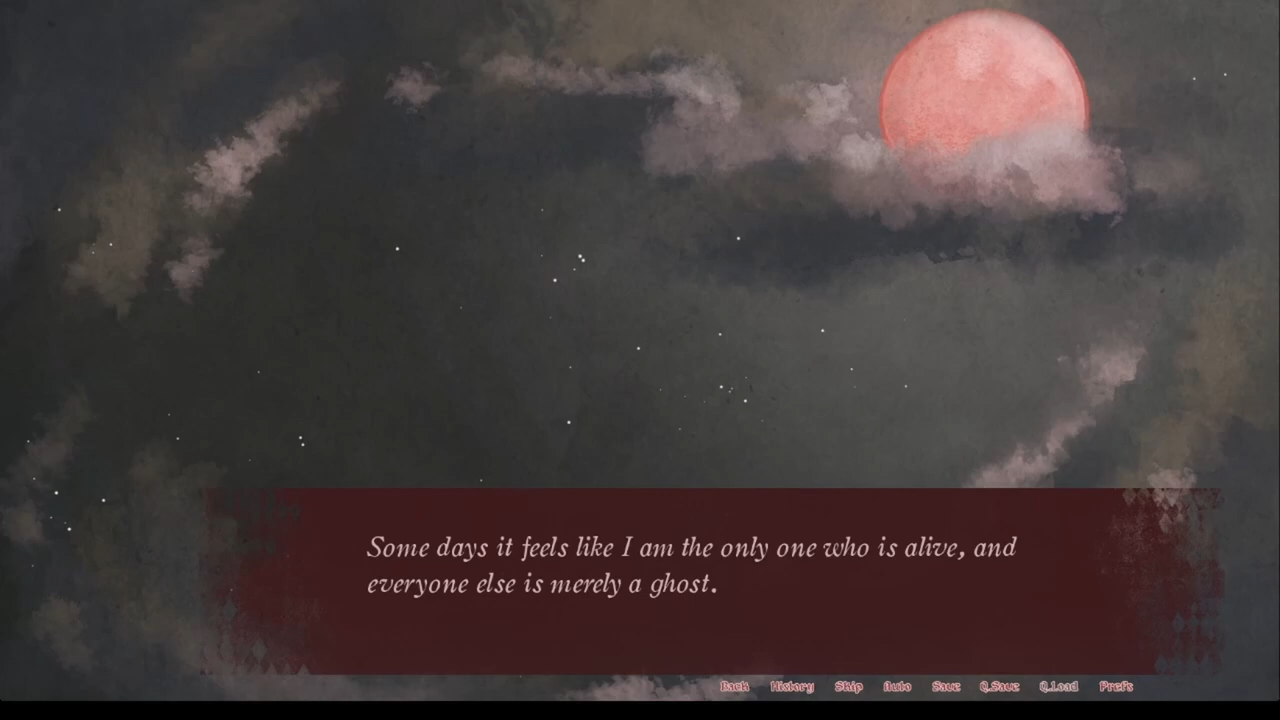 Some days it feels like I am the only one who is alive, and
everyone else is merely a ghost.
Back History Skip Auto Save Q.Save Q.Load Prefs